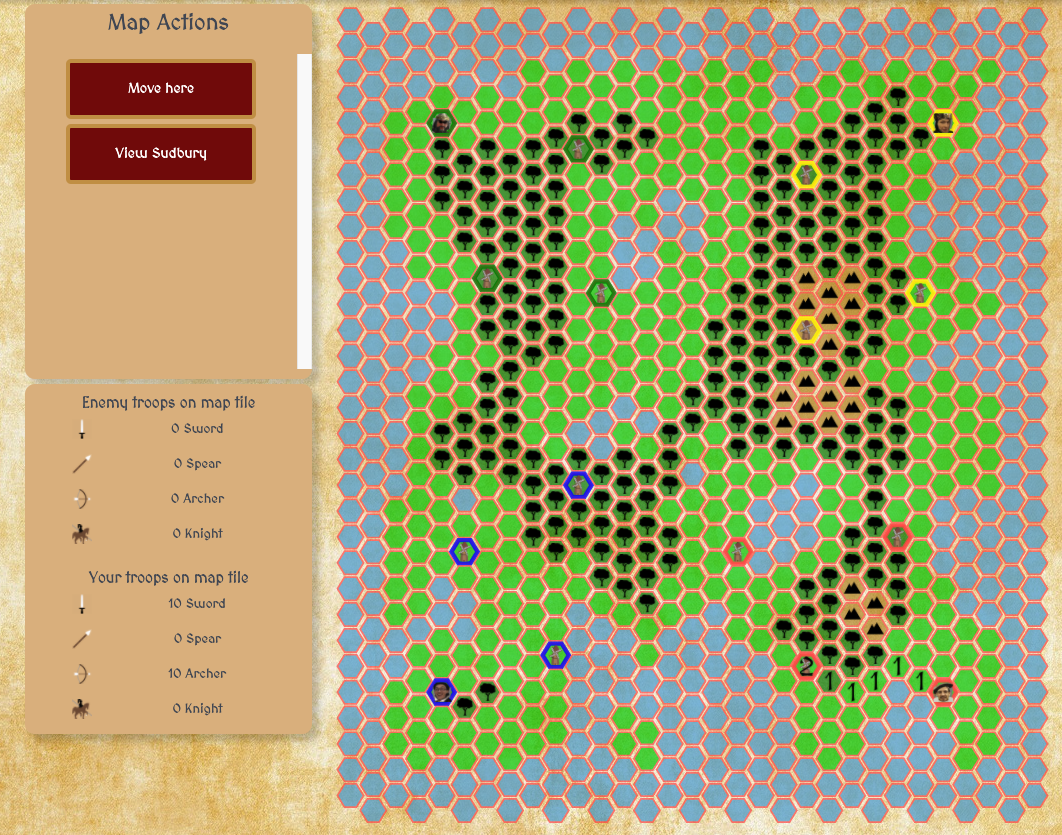 Map Actions
Move here
View Sudbury
Enemy troops on map tile
0 Sword
0 Spear
0 Archer
0 Knight
Your troops on map tile
10 Sword
0 Spear
10 Archer
0 Knight
2 1 1 1 1 1